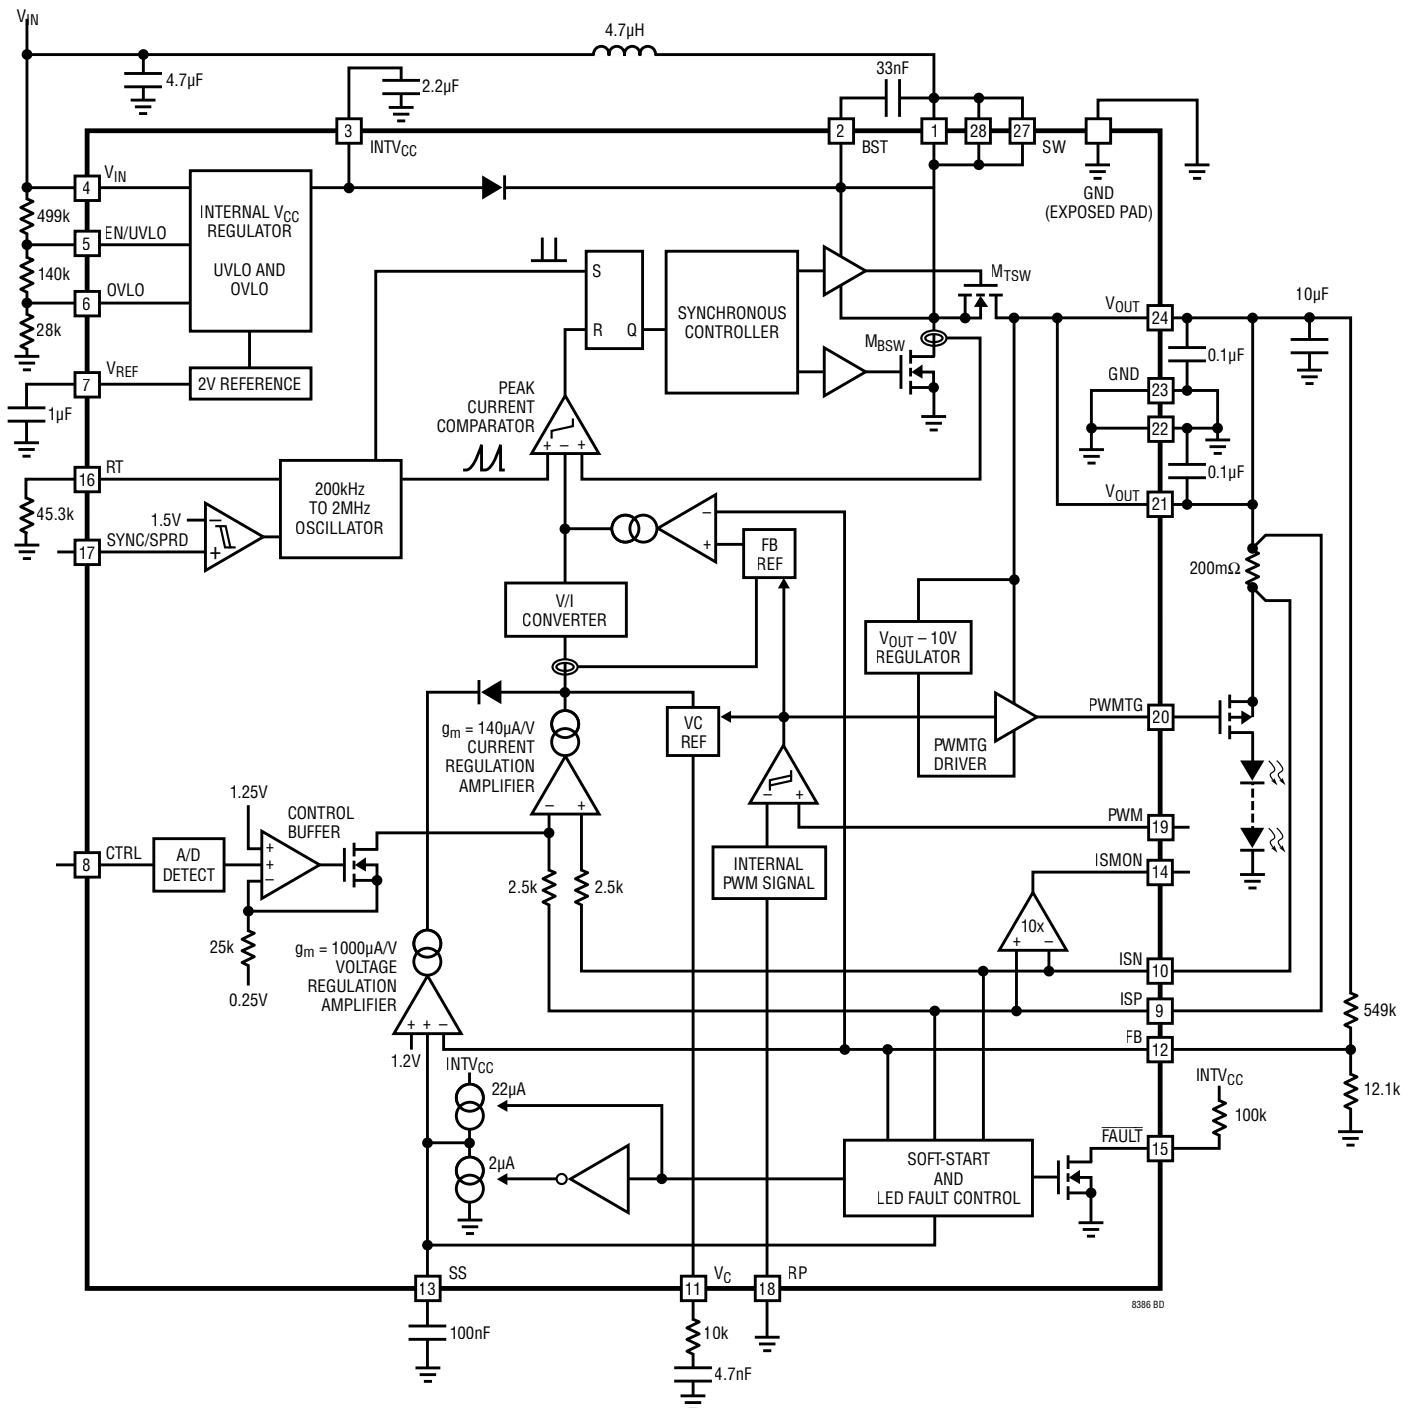 VIN
4.7µH
4.7µF
2.2µF
33nF
3
INTVCC
2
BST
1
28
27
SW
GND
(EXPOSED PAD)
4
VIN
499k
5
EN/UVLO
140k
6
OVLO
28k
INTERNAL VCC
REGULATOR
UVLO AND
OVLO
7
VREF
2V REFERENCE
1µF
S
R
Q
SYNCHRONOUS
CONTROLLER
MTSW
MBSW
VOUT
24
10µF
0.1µF
GND
23
22
0.1µF
VOUT
21
PEAK
CURRENT
COMPARATOR
+ – +
16
RT
45.3k
200kHz
TO 2MHz
OSCILLATOR
1.5V
–
+
17
SYNC/SPRD
–
+
FB
REF
200mΩ
V/I
CONVERTER
VOUT – 10V
REGULATOR
gm = 140µA/V
CURRENT
REGULATION
AMPLIFIER
– +
VC
REF
PWMTG
DRIVER
PWMTG
20
– +
PWM
19
ISMON
14
1.25V
CONTROL
BUFFER
+
+
–
8
CTRL
A/D
DETECT
2.5k
2.5k
INTERNAL
PWM SIGNAL
10x
+ –
25k
0.25V
gm = 1000µA/V
VOLTAGE
REGULATION
AMPLIFIER
+ + –
1.2V
ISN
10
ISP
9
549k
FB
12
INTVCC
22µA
2µA
INTVCC
100k
12.1k
SOFT-START
AND
LED FAULT CONTROL
FAULT
15
13
SS
11
VC
18
RP
8386 BD
100nF
10k
4.7nF